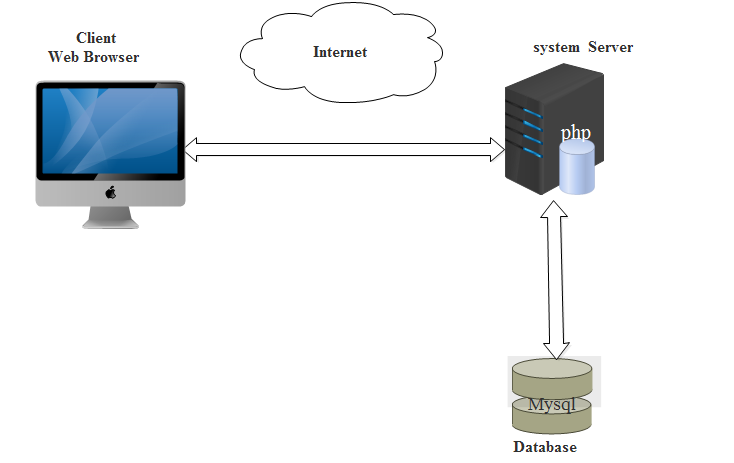 Client
Web Browser
Internet
system Server
php
Mysql
Database